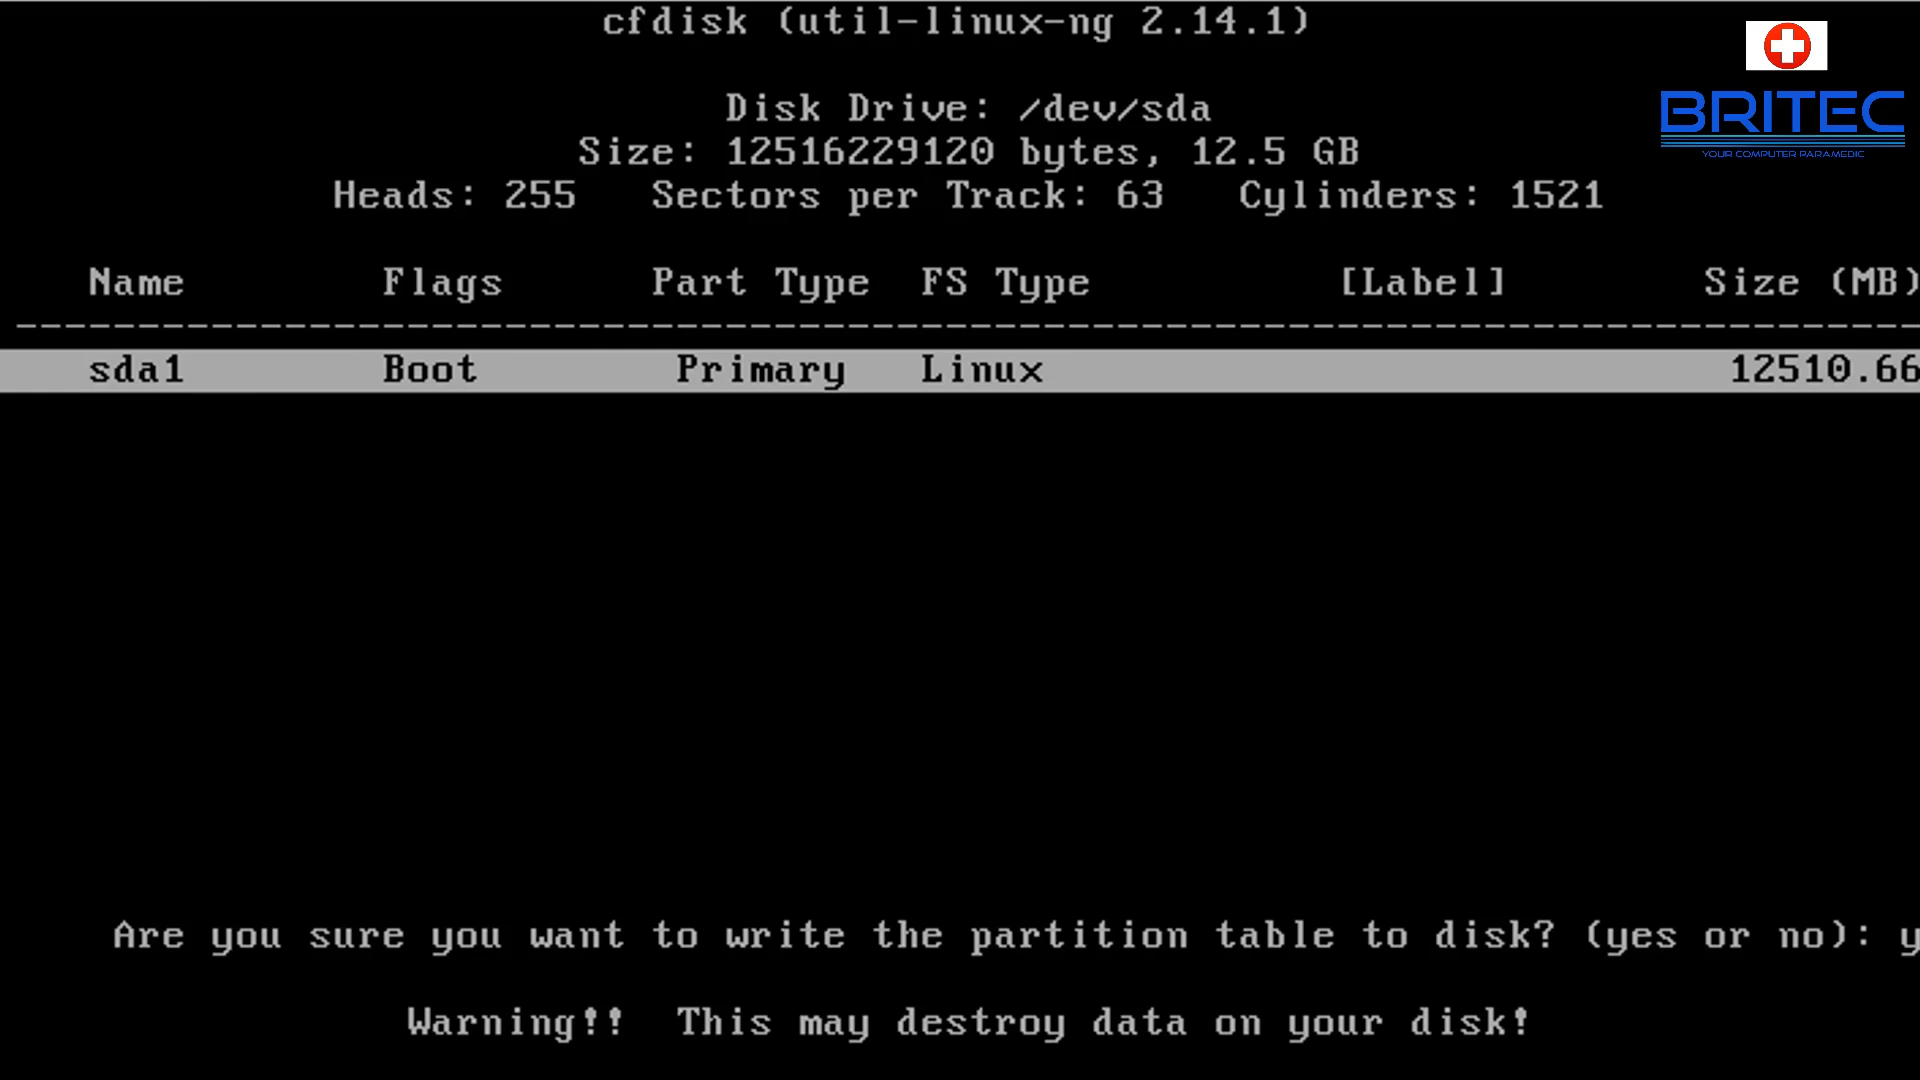 cfdisk (util-linux-ng 2.14.1)
BRITEC
YOUR COMPUTER PARAMEDIC
Disk Drive: /dev/sda
Size: 12516229120 bytes, 12.5 GB
Heads: 255 Sectors per Track: 63 Cylinders: 1521
Name Flags Part Type FS Type [Label] Size (MB)
------------------------------------------------------------------------------
sda1 Boot Primary Linux 12510.66
Are you sure you want to write the partition table to disk? (yes or no): y
Warning!! This may destroy data on your disk!